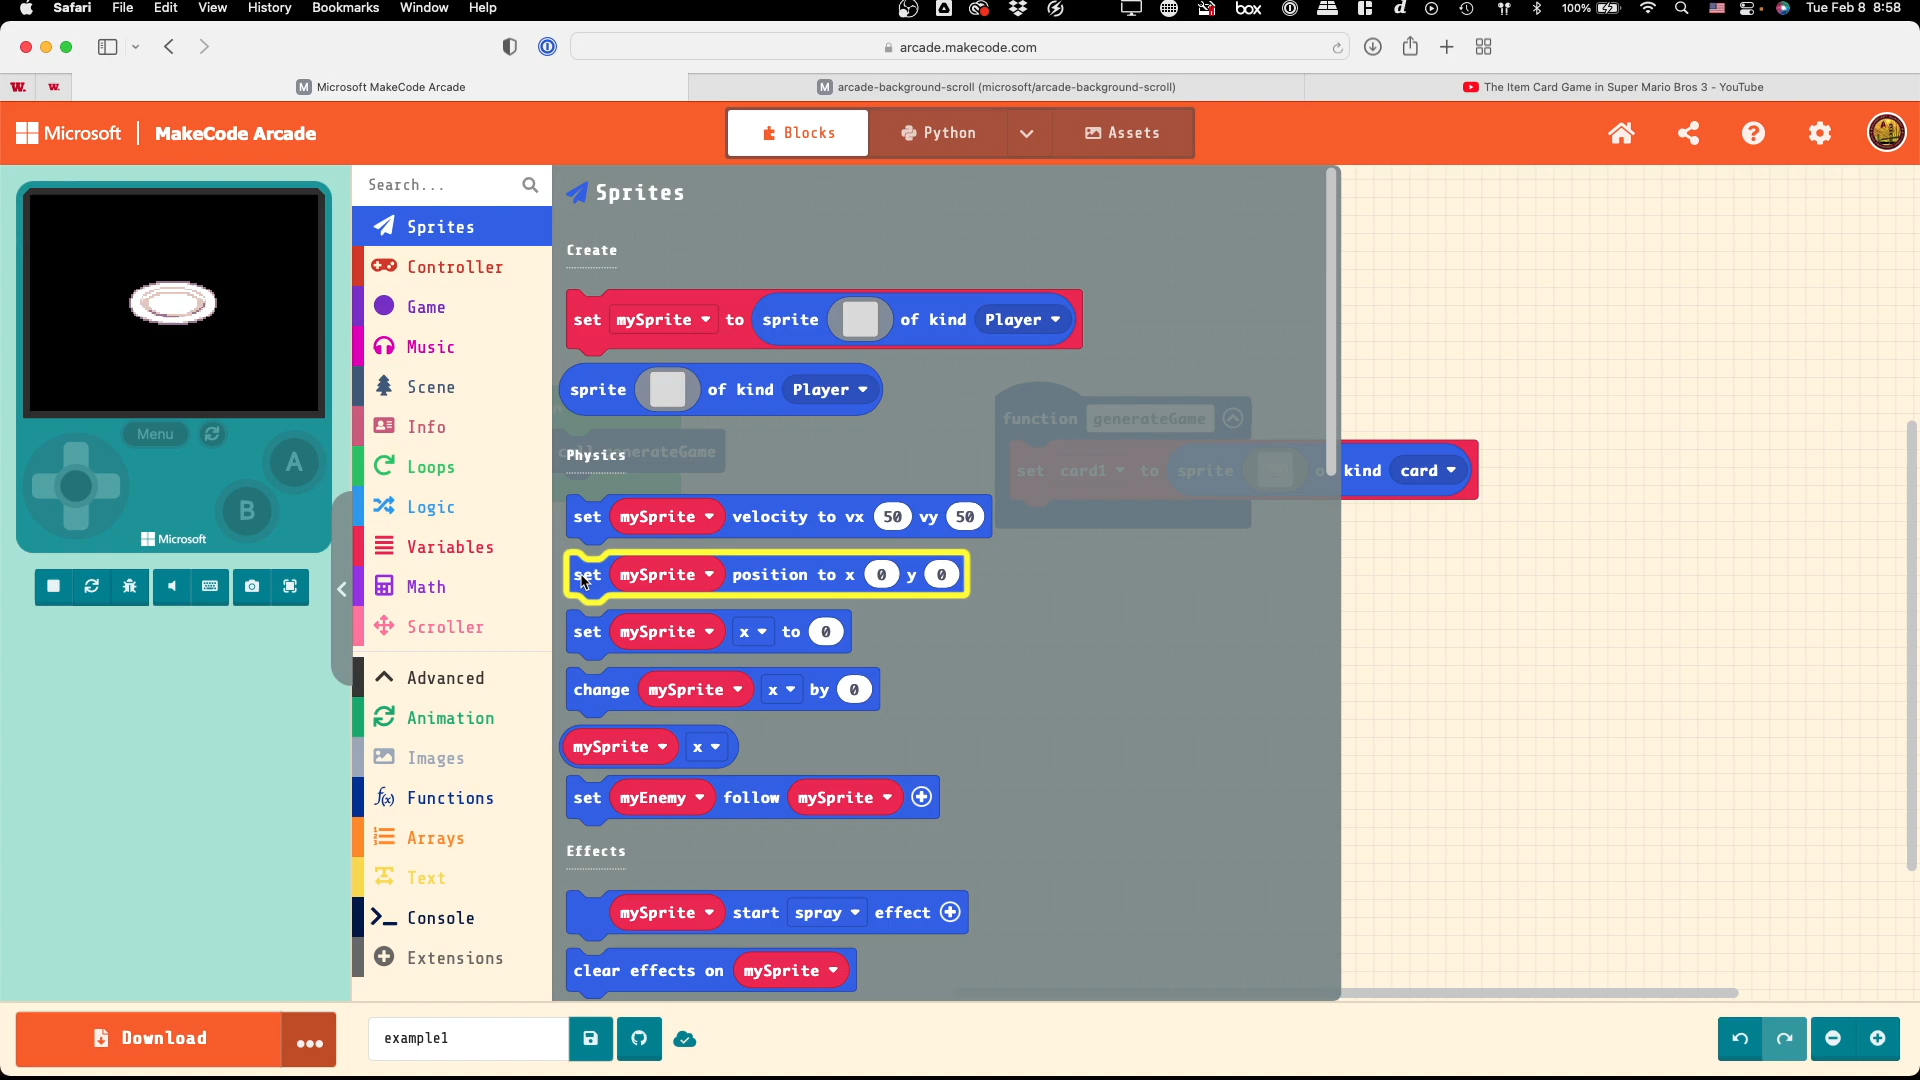 Safari File Edit View History Bookmarks Window Help
box
100%
Tue Feb 8 8:58
arcade.makecode.com
W.
W.
M Microsoft MakeCode Arcade
M arcade-background-scroll (microsoft/arcade-background-scroll)
The Item Card Game in Super Mario Bros 3 - YouTube
Microsoft
MakeCode Arcade
Blocks
Python
Assets
Menu
A
B
Microsoft
Search...
Sprites
Controller
Game
Music
Scene
Info
Loops
Logic
Variables
Math
Scroller
Advanced
Animation
Images
Functions
Arrays
Text
Console
Extensions
Sprites
Create
set mySprite to sprite of kind Player
sprite of kind Player
Physics
set mySprite velocity to vx 50 vy 50
set mySprite position to x 0 y 0
set mySprite x to 0
change mySprite x by 0
mySprite x
set myEnemy follow mySprite
Effects
mySprite start spray effect
clear effects on mySprite
generateGame
function generateGame
set card1 to sprite of kind card
Download
...
example1